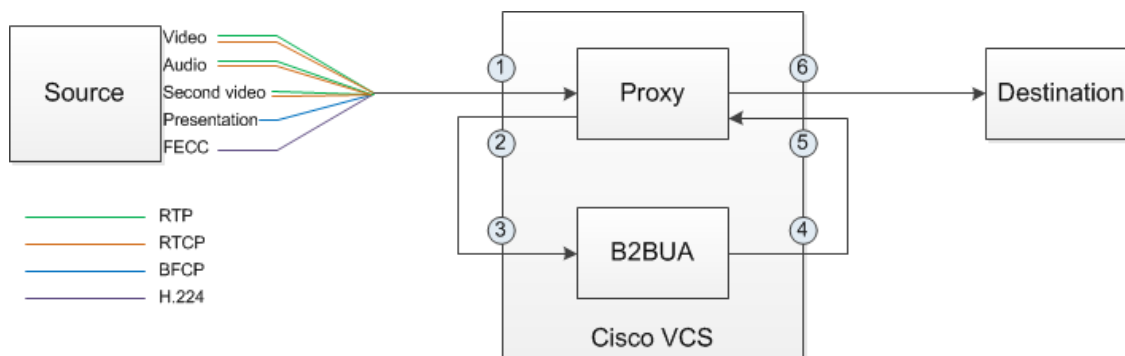 Source
Video
Audio
Second video
Presentation
FECC
1
Proxy
6
Destination
2
5
3
B2BUA
4
Cisco VCS
RTP
RTCP
BFCP
H.224